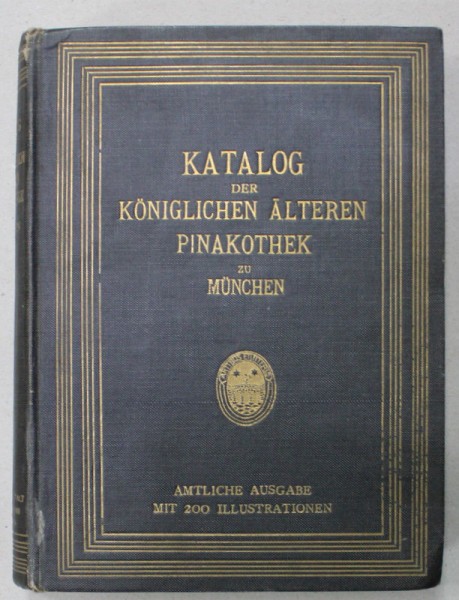 KATALOG
DER
KÖNIGLICHEN ÄLTEREN
PINAKOTHEK
ZU
MÜNCHEN
AMTLICHE AUSGABE
MIT 200 ILLUSTRATIONEN